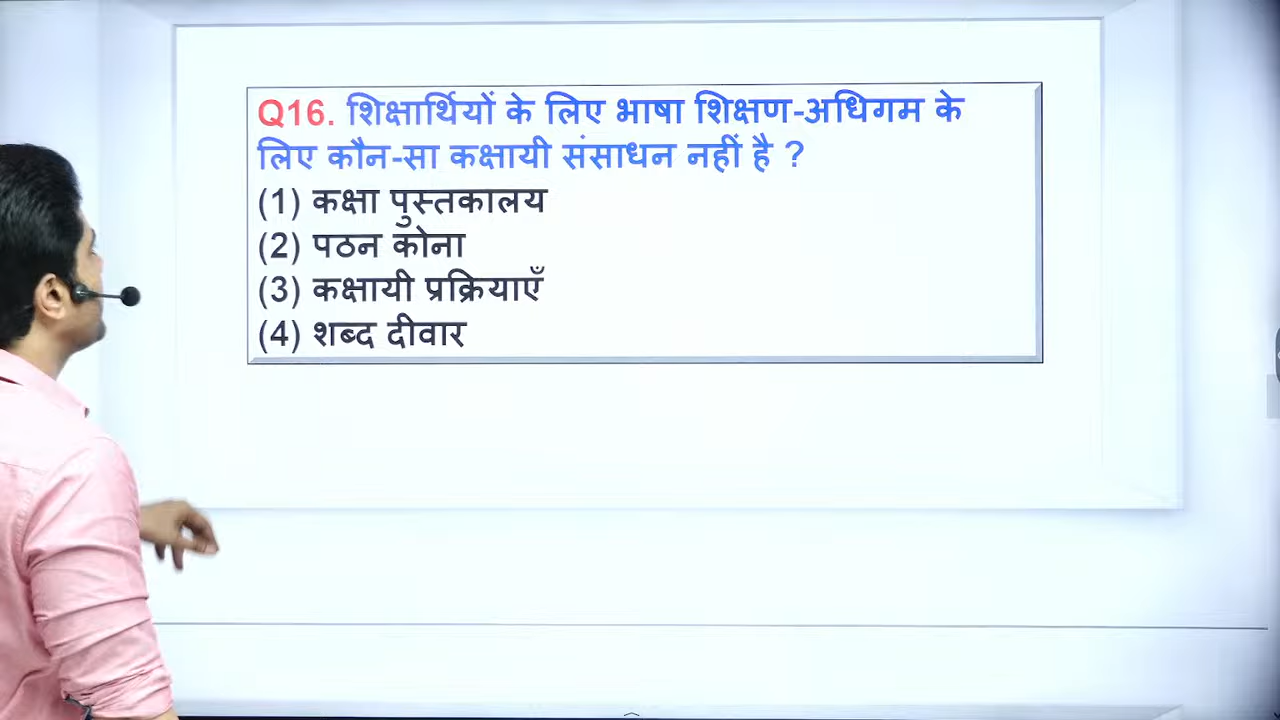 Q16. शिक्षार्थियों के लिए भाषा शिक्षण-अधिगम के
लिए कौन-सा कक्षायी संसाधन नहीं है ?
(1) कक्षा पुस्तकालय
(2) पठन कोना
(3) कक्षायी प्रक्रियाएँ
(4) शब्द दीवार